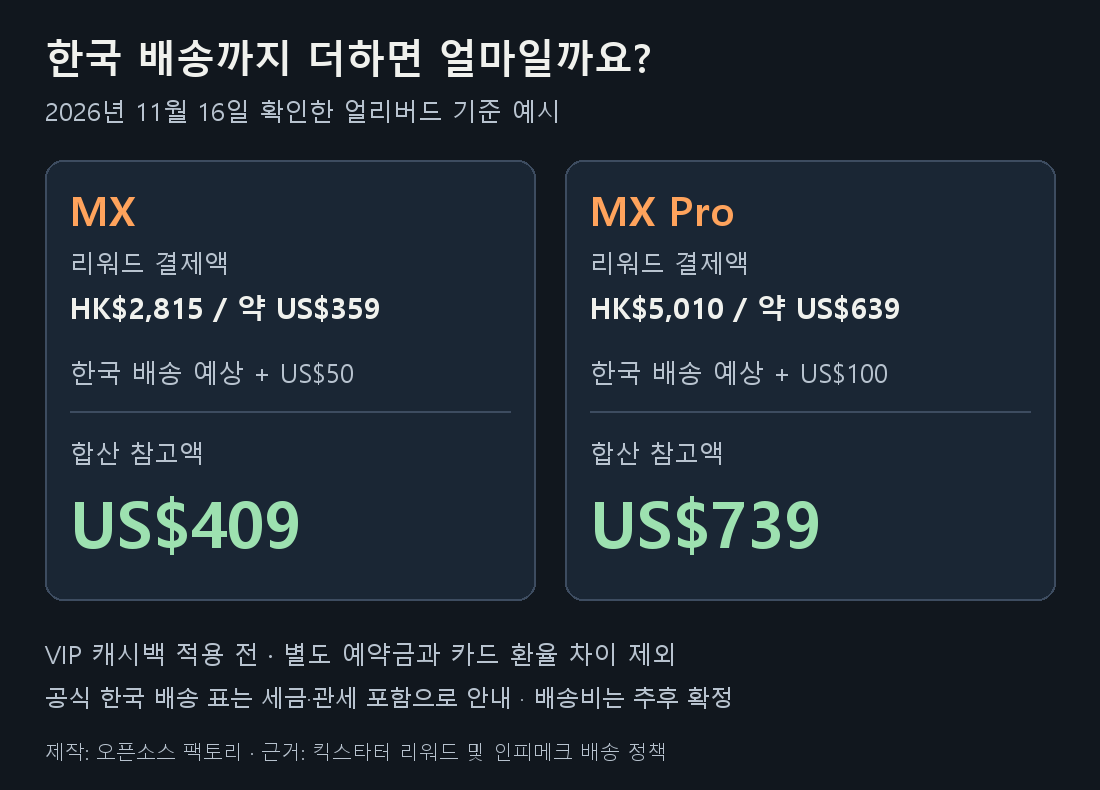 한국 배송까지 더하면 얼마일까요?
2026년 11월 16일 확인한 얼리버드 기준 예시
MX
리워드 결제액
HK$2,815 / 약 US$359
한국 배송 예상 + US$50
합산 참고액
US$409
MX Pro
리워드 결제액
HK$5,010 / 약 US$639
한국 배송 예상 + US$100
합산 참고액
US$739
VIP 캐시백 적용 전 · 별도 예약금과 카드 환율 차이 제외
공식 한국 배송 표는 세금·관세 포함으로 안내 · 배송비는 추후 확정
제작: 오픈소스 팩토리 · 근거: 킥스타터 리워드 및 인피메크 배송 정책